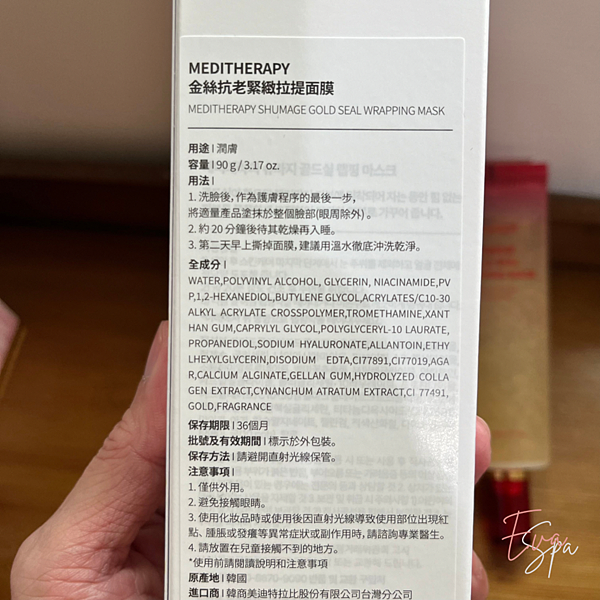 MEDITHERAPY
金絲抗老緊緻拉提面膜
MEDITHERAPY SHUMAGE GOLD SEAL WRAPPING MASK
用途 | 潤膚
容量 | 90 g / 3.17 oz.
用法 |
1. 洗臉後，作為護膚程序的最後一步，
將適量產品塗抹於整個臉部(眼周除外)。
2. 約 20 分鐘後待其乾燥再入睡。
3. 第二天早上撕掉面膜，建議用溫水徹底沖洗乾淨。
全成分 |
WATER,POLYVINYL ALCOHOL, GLYCERIN, NIACINAMIDE,PV
P,1,2-HEXANEDIOL,BUTYLENE GLYCOL,ACRYLATES/C10-30
ALKYL ACRYLATE CROSSPOLYMER,TROMETHAMINE,XANT
HAN GUM,CAPRYLYL GLYCOL,POLYGLYCERYL-10 LAURATE,
PROPANEDIOL,SODIUM HYALURONATE,ALLANTOIN,ETHY
LHEXYLGLYCERIN,DISODIUM EDTA,CI77891,CI77019,AGA
R,CALCIUM ALGINATE,GELLAN GUM,HYDROLYZED COLLA
GEN EXTRACT,CYNANCHUM ATRATUM EXTRACT,CI 77491,
GOLD,FRAGRANCE
保存期限 | 36個月
批號及有效期間 | 標示於外包裝。
保存方法 | 請避開直射光線保管。
注意事項 |
1. 僅供外用。
2. 避免接觸眼睛。
3. 使用化妝品時或使用後因直射光線導致使用部位出現紅
點、腫脹或發癢等異常症狀或副作用時，請諮詢專業醫生。
4. 請放置在兒童接觸不到的地方。
*使用前請閱讀說明和注意事項
原產地 | 韓國
進口商 | 韓商美迪特拉比股份有限公司台灣分公司